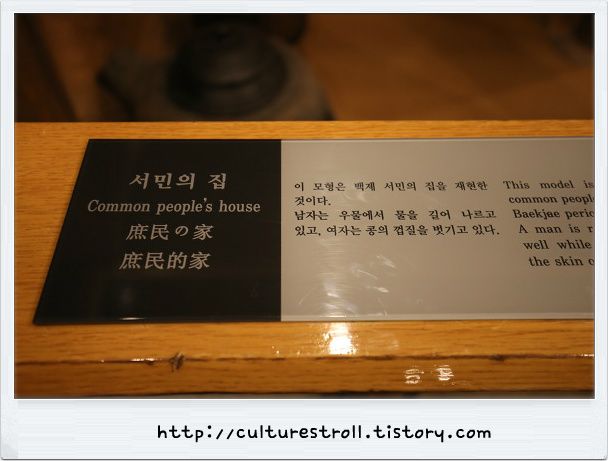 서민의 집
Common people's house
庶民の家
庶民的家
이 모형은 백제 서민의 집을 재현한
것이다.
남자는 우물에서 물을 길어 나르고
있고, 여자는 콩의 껍질을 벗기고 있다.
This model is
common people
Baekjae peri
A man is r
well while
the skin o
http://culturestroll.tistory.com